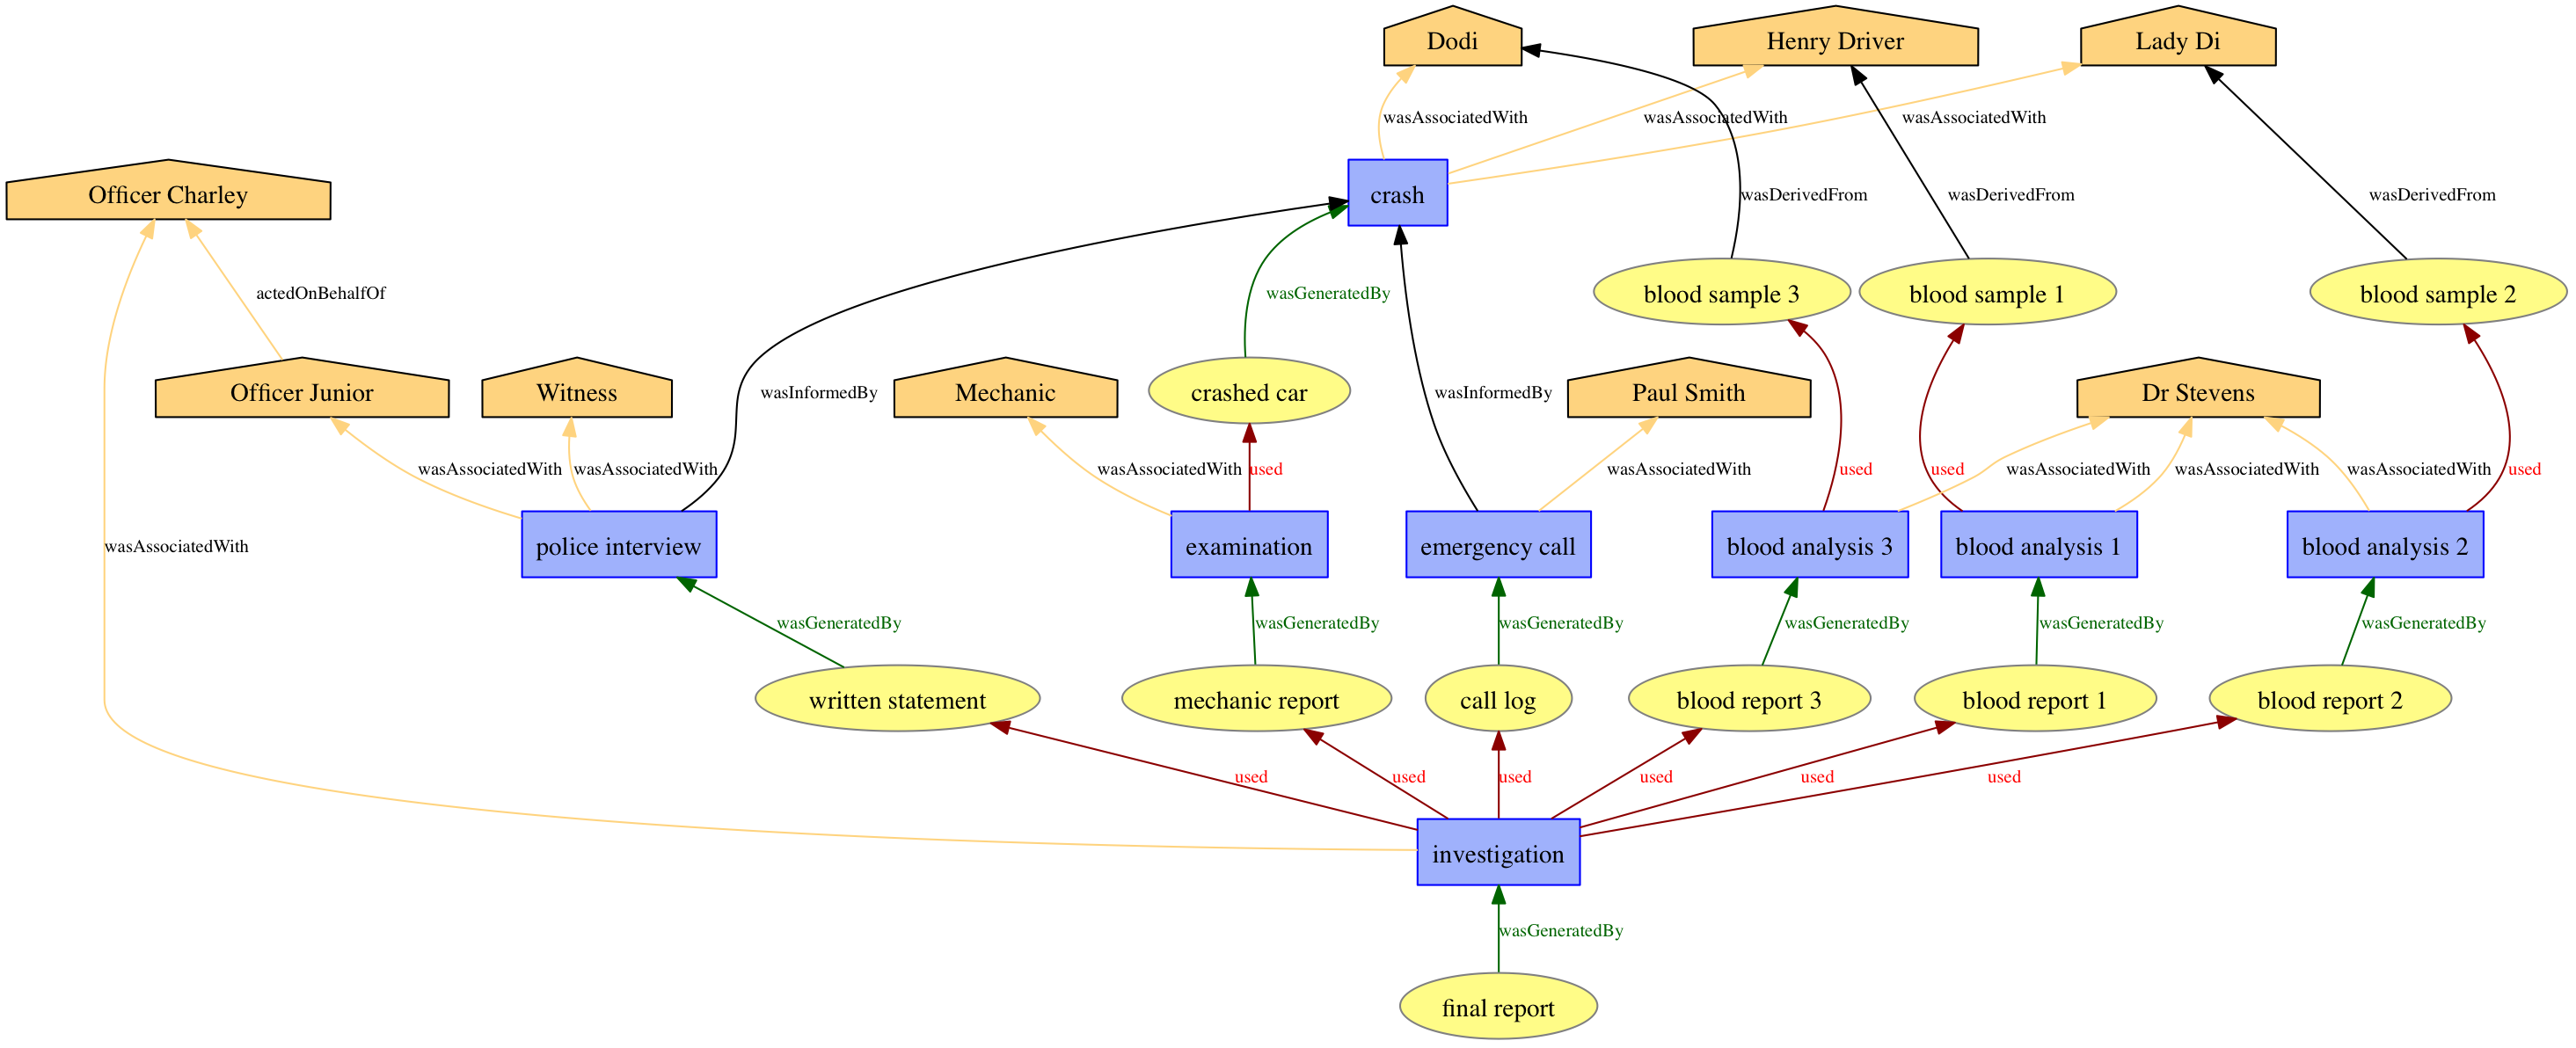 Dodi
Henry Driver
Lady Di
wasAssociatedWith
wasAssociatedWith
wasAssociatedWith
Officer Charley
crash
wasDerivedFrom
wasDerivedFrom
wasDerivedFrom
actedOnBehalfOf
wasGeneratedBy
blood sample 3
blood sample 1
blood sample 2
Officer Junior
Witness
wasInformedBy
Mechanic
crashed car
wasInformedBy
Paul Smith
Dr Stevens
wasAssociatedWith
wasAssociatedWith
wasAssociatedWith
used
wasAssociatedWith
used
used
wasAssociatedWith
wasAssociatedWith
wasAssociatedWith
used
wasAssociatedWith
police interview
examination
emergency call
blood analysis 3
blood analysis 1
blood analysis 2
wasGeneratedBy
wasGeneratedBy
wasGeneratedBy
wasGeneratedBy
wasGeneratedBy
wasGeneratedBy
written statement
mechanic report
call log
blood report 3
blood report 1
blood report 2
used
used
used
used
used
used
investigation
wasGeneratedBy
final report